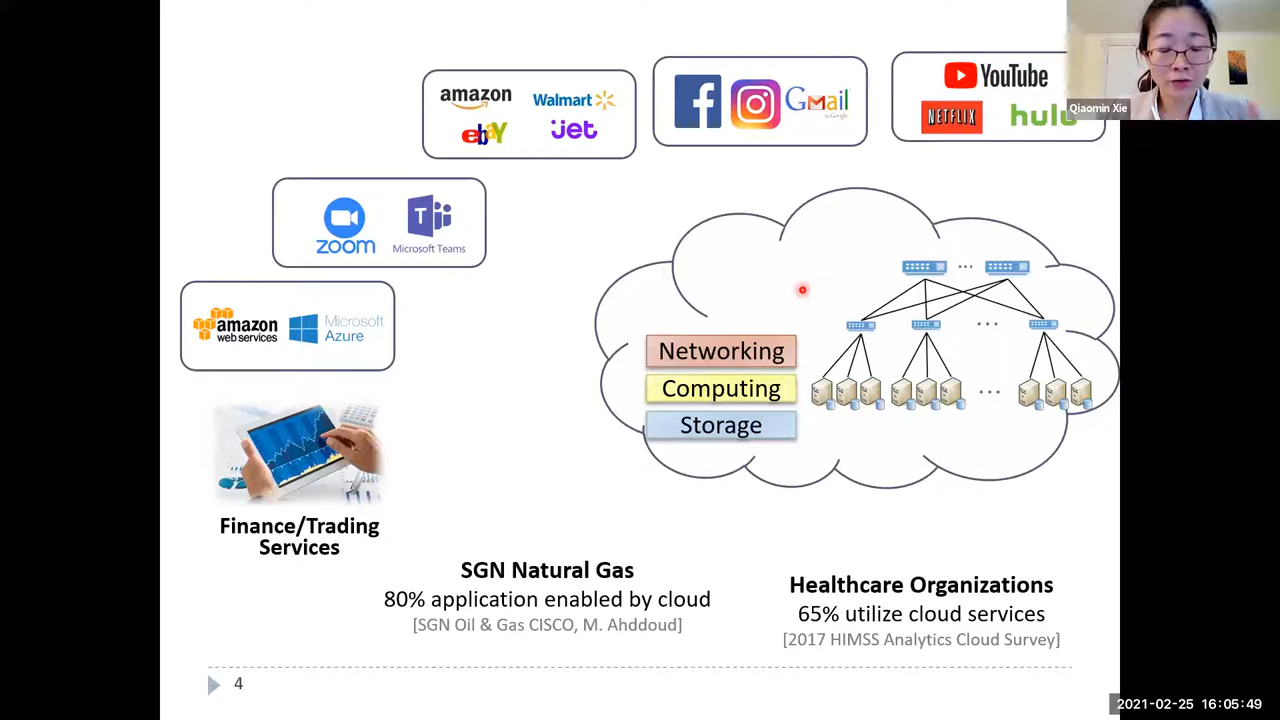 amazon
Walmart
ebay
jet
f
Gmail
by Google
YouTube
NETFLIX
hulu
Qiaomin Xie
zoom
T
Microsoft Teams
amazon
web services
Microsoft
Azure
...
...
Networking
Computing
Storage
...
Finance/Trading
Services
SGN Natural Gas
80% application enabled by cloud
[SGN Oil & Gas CISCO, M. Ahddoud]
Healthcare Organizations
65% utilize cloud services
[2017 HIMSS Analytics Cloud Survey]
4
2021-02-25 16:05:49